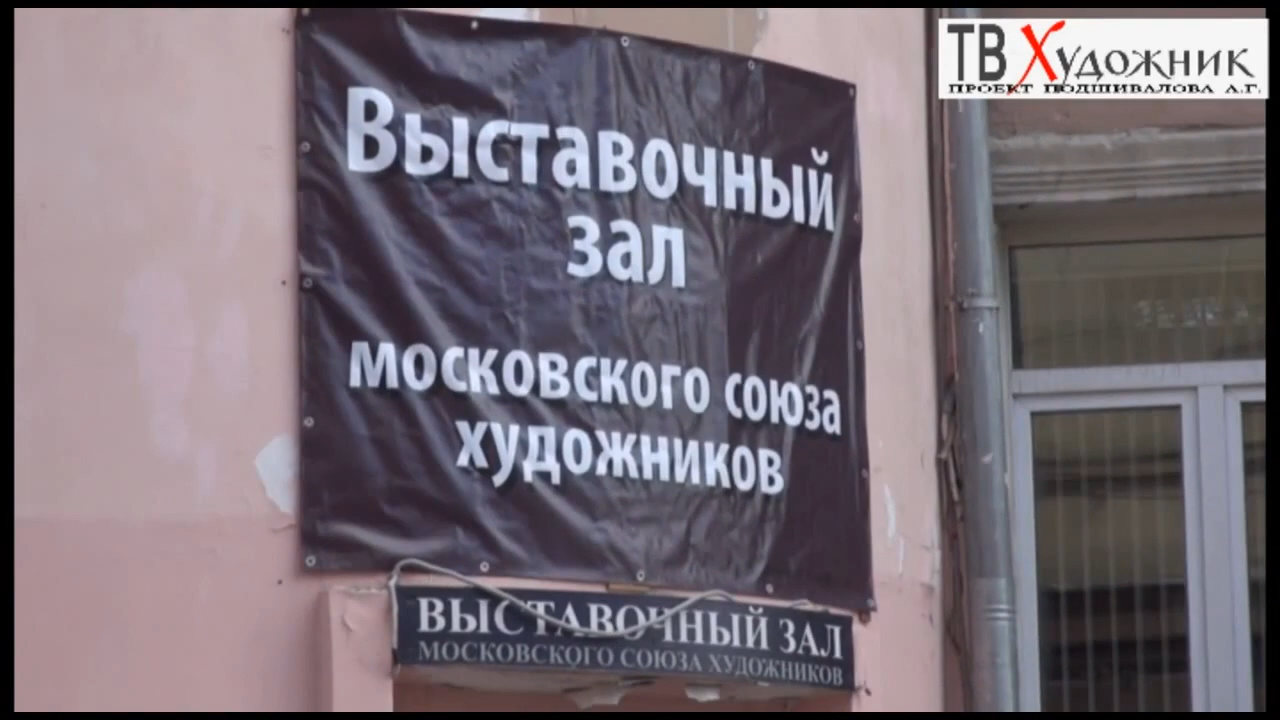 ТВ Художник
ПРОЕКТ ПОДШИВАЛОВА А.Г.
Выставочный
зал
московского союза
художников
ВЫСТАВОЧНЫЙ ЗАЛ
МОСКОВСКОГО СОЮЗА ХУДОЖНИКОВ